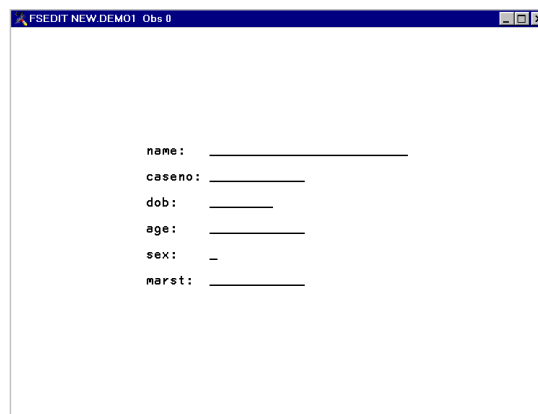 FSEDIT NEW.DEMO1 Obs 0
name:
caseno:
dob:
age:
sex:
marst: